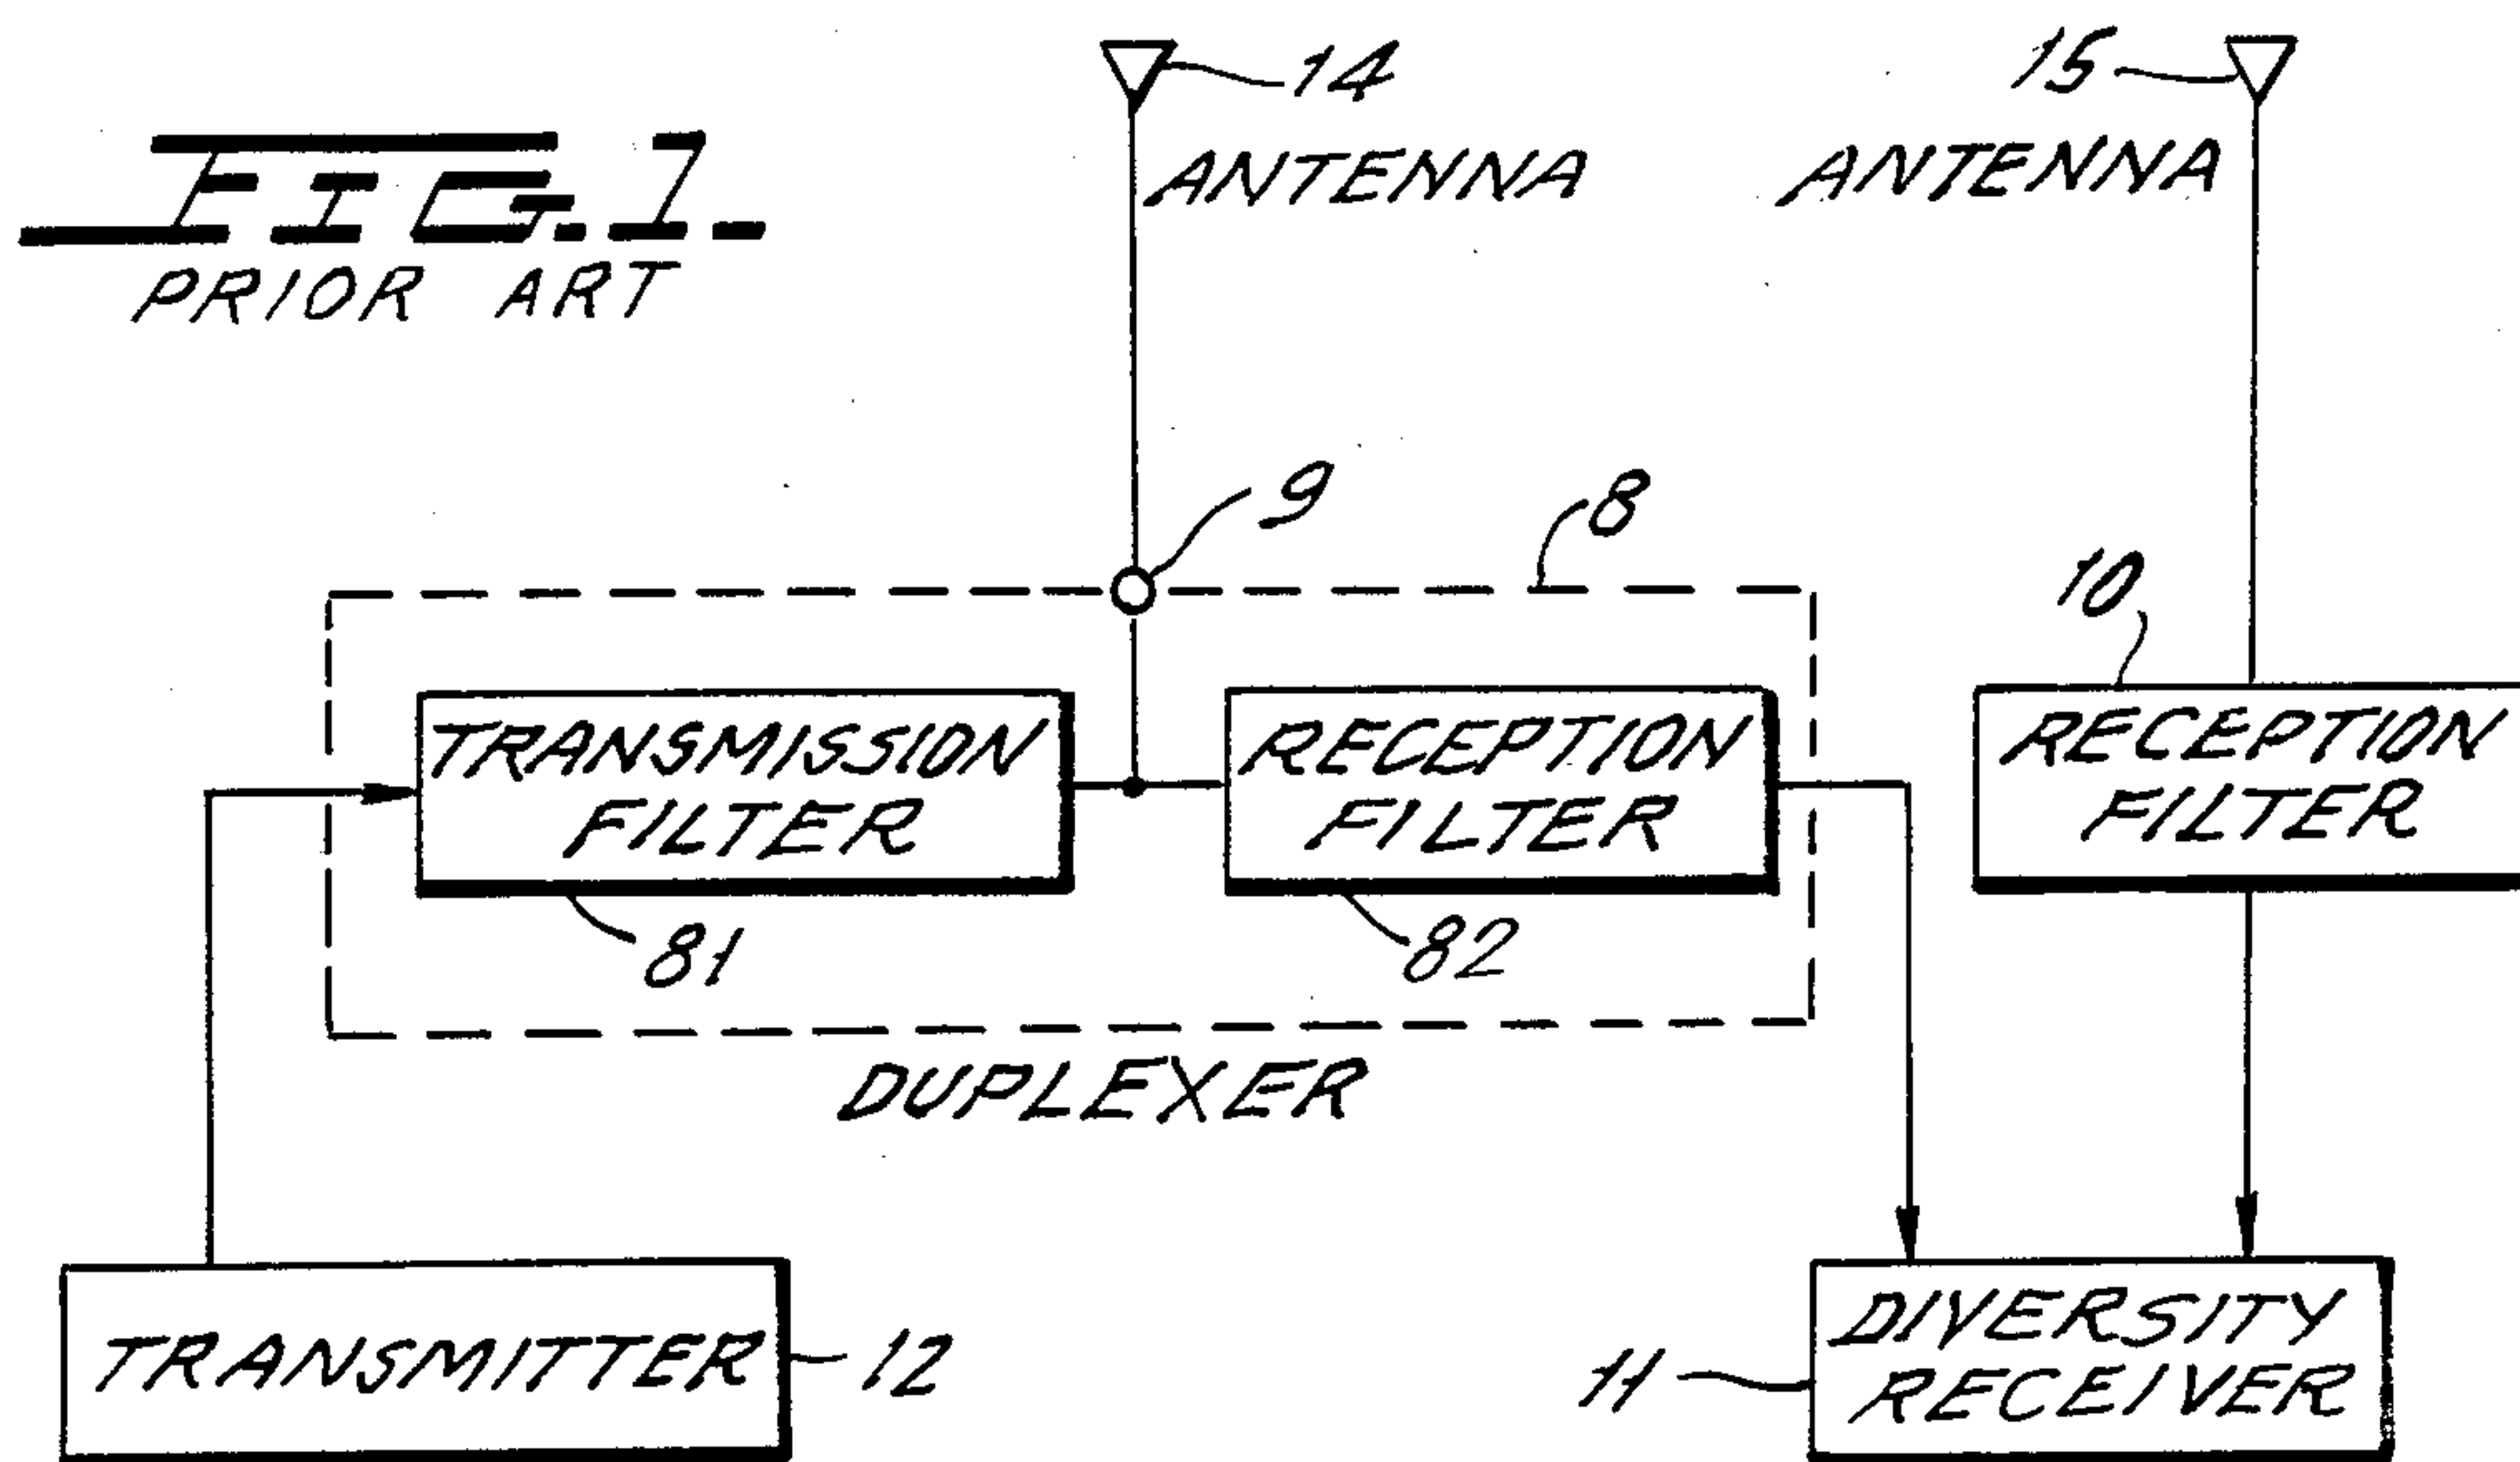 FIG.1
PRIOR ART
14
15
ANTENNA
ANTENNA
9
8
10
TRANSMISSION
FILTER
RECEPTION
FILTER
RECEPTION
FILTER
81
82
DUPLEXER
TRANSMITTER
12
11
DIVERSITY
RECEIVER